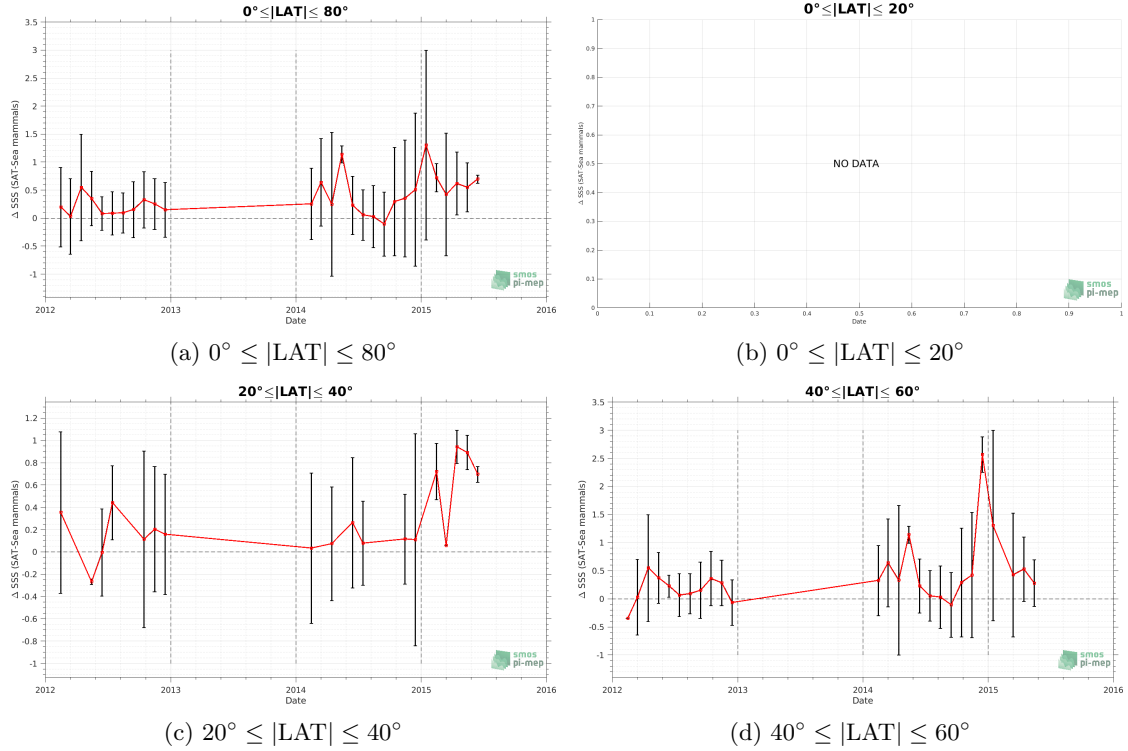 0°≤|LAT|≤ 80°
3.5
3
2.5
2
1.5
1
0.5
0
-0.5
-1
Δ SSS (SAT-Sea mammals)
2012
2013
2014
2015
2016
Date
smos
pi-mep
(a) 0° ≤ |LAT| ≤ 80°
0°≤|LAT|≤ 20°
1
0.9
0.8
0.7
0.6
0.5
0.4
0.3
0.2
0.1
0
Δ SSS (SAT-Sea mammals)
NO DATA
0
0.1
0.2
0.3
0.4
0.5
0.6
0.7
0.8
0.9
1
Date
smos
pi-mep
(b) 0° ≤ |LAT| ≤ 20°
20°≤|LAT|≤ 40°
1.2
1
0.8
0.6
0.4
0.2
0
-0.2
-0.4
-0.6
-0.8
-1
Δ SSS (SAT-Sea mammals)
2012
2013
2014
2015
2016
Date
smos
pi-mep
(c) 20° ≤ |LAT| ≤ 40°
40°≤|LAT|≤ 60°
3.5
3
2.5
2
1.5
1
0.5
0
-0.5
-1
Δ SSS (SAT-Sea mammals)
2012
2013
2014
2015
2016
Date
smos
pi-mep
(d) 40° ≤ |LAT| ≤ 60°